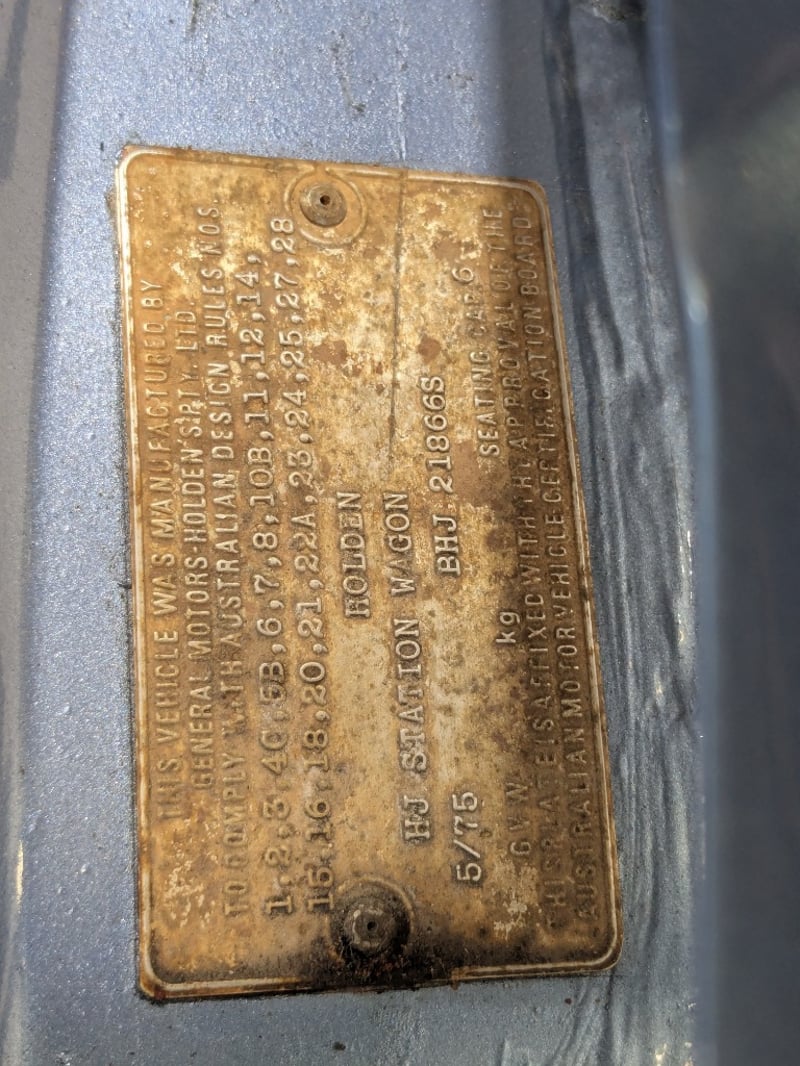 THIS VEHICLE WAS MANUFACTURED BY
GENERAL MOTORS-HOLDEN'S PTY. LTD.
TO COMPLY WITH AUSTRALIAN DESIGN RULES NOS.
1,2,3,4C,5B,6,7,8,10B,11,12,14,
15,16,18,20,21,22A,23,24,25,27,28
HOLDEN
HJ STATION WAGON
5/75 BHJ 21866S
GVW kg SEATING CAP. 6
THIS PLATE IS AFFIXED WITH THE APPROVAL OF THE
AUSTRALIAN MOTOR VEHICLE CERTIFICATION BOARD.